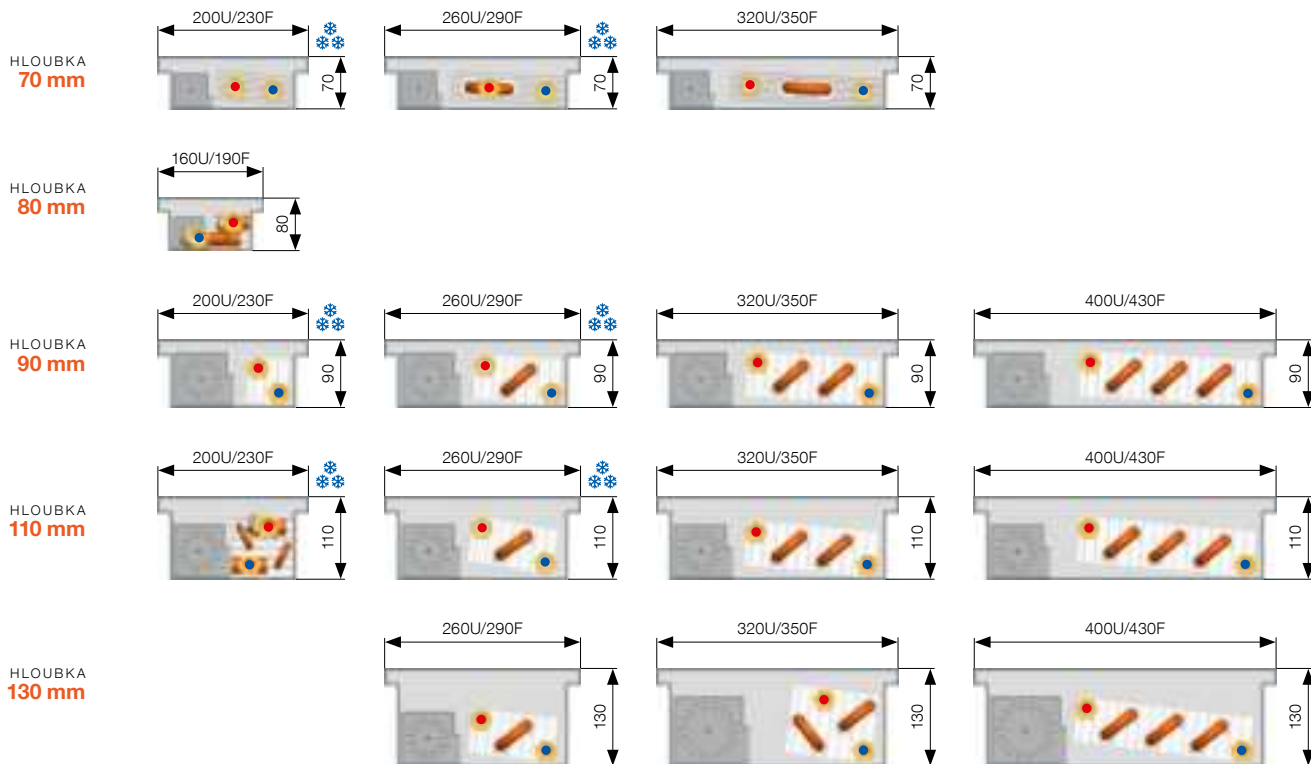 200U/230F 260U/290F 320U/350F
HLOUBKA
70 mm
70 70 70
160U/190F
HLOUBKA
80 mm
80
200U/230F 260U/290F 320U/350F 400U/430F
HLOUBKA
90 mm
90 90 90 90
200U/230F 260U/290F 320U/350F 400U/430F
HLOUBKA
110 mm
110 110 110 110
260U/290F 320U/350F 400U/430F
HLOUBKA
130 mm
130 130 130